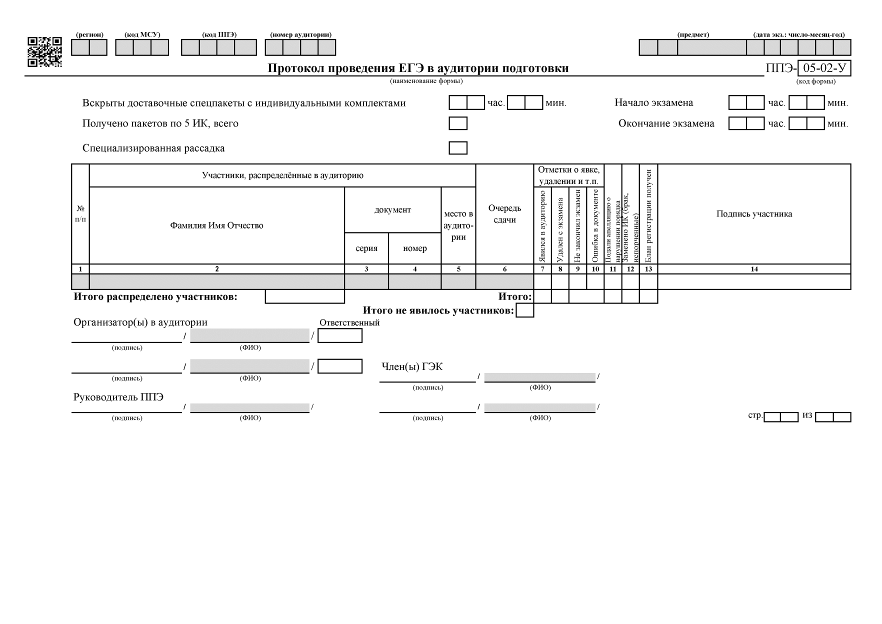 (регион) (код МСУ) (код ППЭ) (номер аудитории) (предмет) (дата экз.: число-месяц-год)
Протокол проведения ЕГЭ в аудитории подготовки ППЭ- 05-02-У
(наименование формы) (код формы)
Вскрыты доставочные спецпакеты с индивидуальными комплектами час. мин. Начало экзамена час. мин.
Получено пакетов по 5 ИК, всего Окончание экзамена час. мин.
Специализированная рассадка
№ п/п
Участники, распределённые в аудиторию
Фамилия Имя Отчество
документ
серия
номер
место в
аудито-
рии
Очередь
сдачи
Отметки о явке,
удалении и т.п.
Явился в аудиторию
Удален с экзамена
Не закончил экзамен
Ошибка в документе
Подали апелляцию о
нарушении порядка
Заменено ИК (брак,
испорченные)
Бланк регистрации получен
Подпись участника
1 2 3 4 5 6 7 8 9 10 11 12 13 14
Итого распределено участников: Итого:
Итого не явилось участников:
Организатор(ы) в аудитории Ответственный
/ /
(подпись) (ФИО)
/ / Член(ы) ГЭК
(подпись) (ФИО) / /
(подпись) (ФИО)
Руководитель ППЭ
/ / / /
(подпись) (ФИО) (подпись) (ФИО)
стр. из